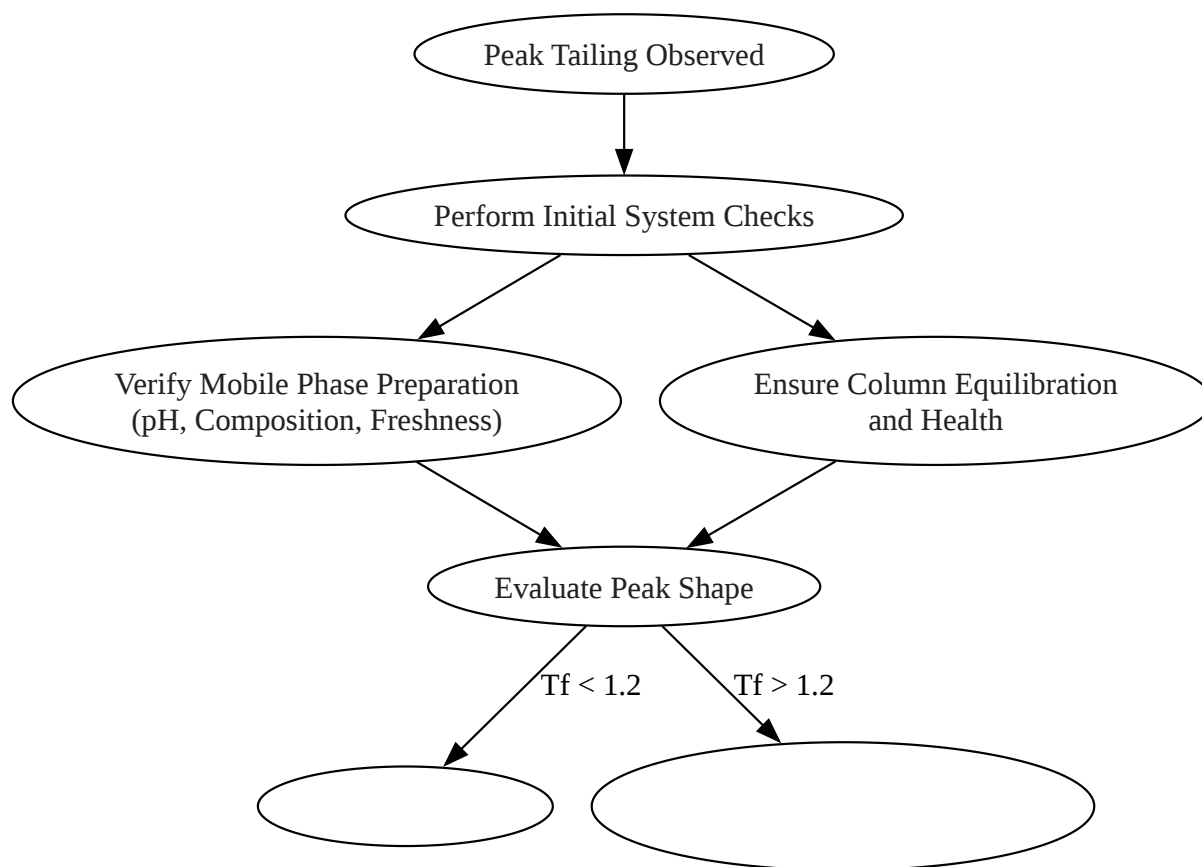 Peak Tailing Observed
Perform Initial System Checks
Verify Mobile Phase Preparation
(pH, Composition, Freshness)
Ensure Column Equilibration
and Health
Evaluate Peak Shape
Tf < 1.2
Tf > 1.2